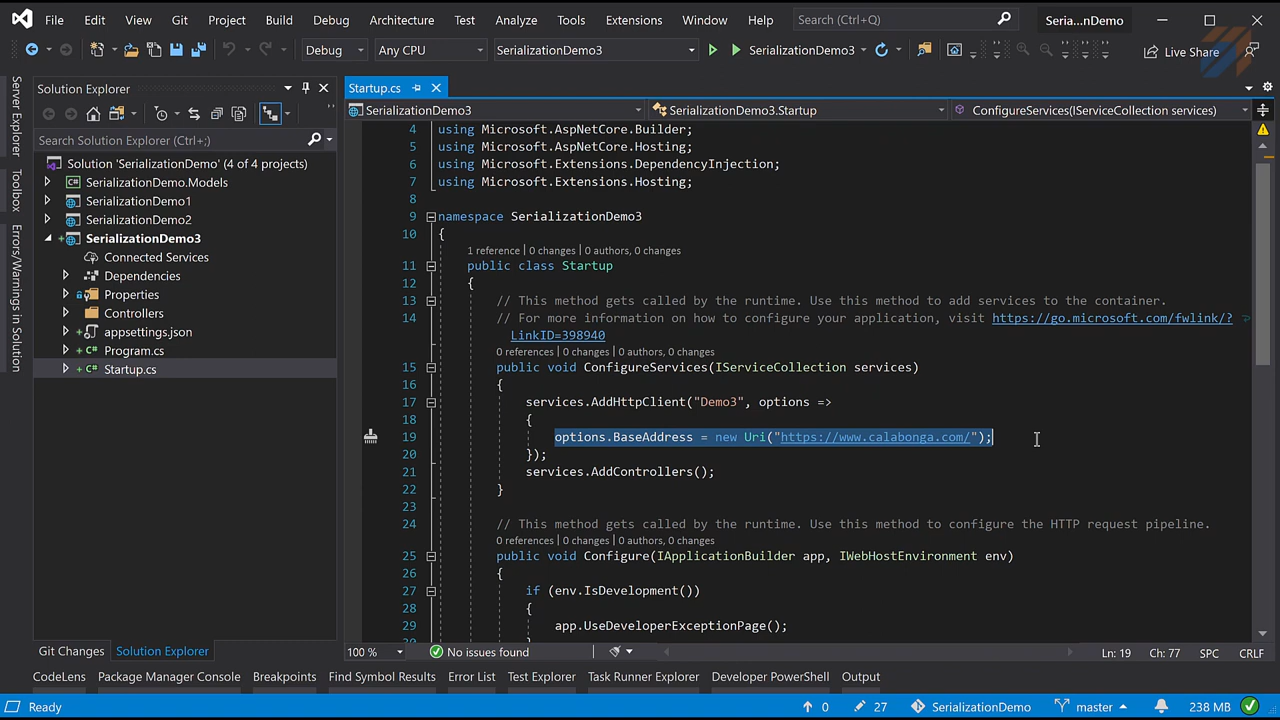 File Edit View Git Project Build Debug Architecture Test Analyze Tools Extensions Window Help Search (Ctrl+Q) Seria...nDemo
Debug Any CPU SerializationDemo3 SerializationDemo3 Live Share
Server Explorer
Toolbox
Errors/Warnings in Solution
Solution Explorer
Search Solution Explorer (Ctrl+;)
Solution 'SerializationDemo' (4 of 4 projects)
SerializationDemo.Models
SerializationDemo1
SerializationDemo2
SerializationDemo3
Connected Services
Dependencies
Properties
Controllers
appsettings.json
Program.cs
Startup.cs
Git Changes Solution Explorer
Startup.cs
SerializationDemo3 SerializationDemo3.Startup ConfigureServices(IServiceCollection services)
4 using Microsoft.AspNetCore.Builder;
5 using Microsoft.AspNetCore.Hosting;
6 using Microsoft.Extensions.DependencyInjection;
7 using Microsoft.Extensions.Hosting;
8
9 namespace SerializationDemo3
10 {
1 reference | 0 changes | 0 authors, 0 changes
11 public class Startup
12 {
13 // This method gets called by the runtime. Use this method to add services to the container.
14 // For more information on how to configure your application, visit https://go.microsoft.com/fwlink/?
LinkID=398940
0 references | 0 changes | 0 authors, 0 changes
15 public void ConfigureServices(IServiceCollection services)
16 {
17 services.AddHttpClient("Demo3", options =>
18 {
19 options.BaseAddress = new Uri("https://www.calabonga.com/");
20 });
21 services.AddControllers();
22 }
23
24 // This method gets called by the runtime. Use this method to configure the HTTP request pipeline.
0 references | 0 changes | 0 authors, 0 changes
25 public void Configure(IApplicationBuilder app, IWebHostEnvironment env)
26 {
27 if (env.IsDevelopment())
28 {
29 app.UseDeveloperExceptionPage();
30 }
100 % No issues found Ln: 19 Ch: 77 SPC CRLF
CodeLens Package Manager Console Breakpoints Find Symbol Results Error List Test Explorer Task Runner Explorer Developer PowerShell Output
Ready 0 27 SerializationDemo master 238 MB